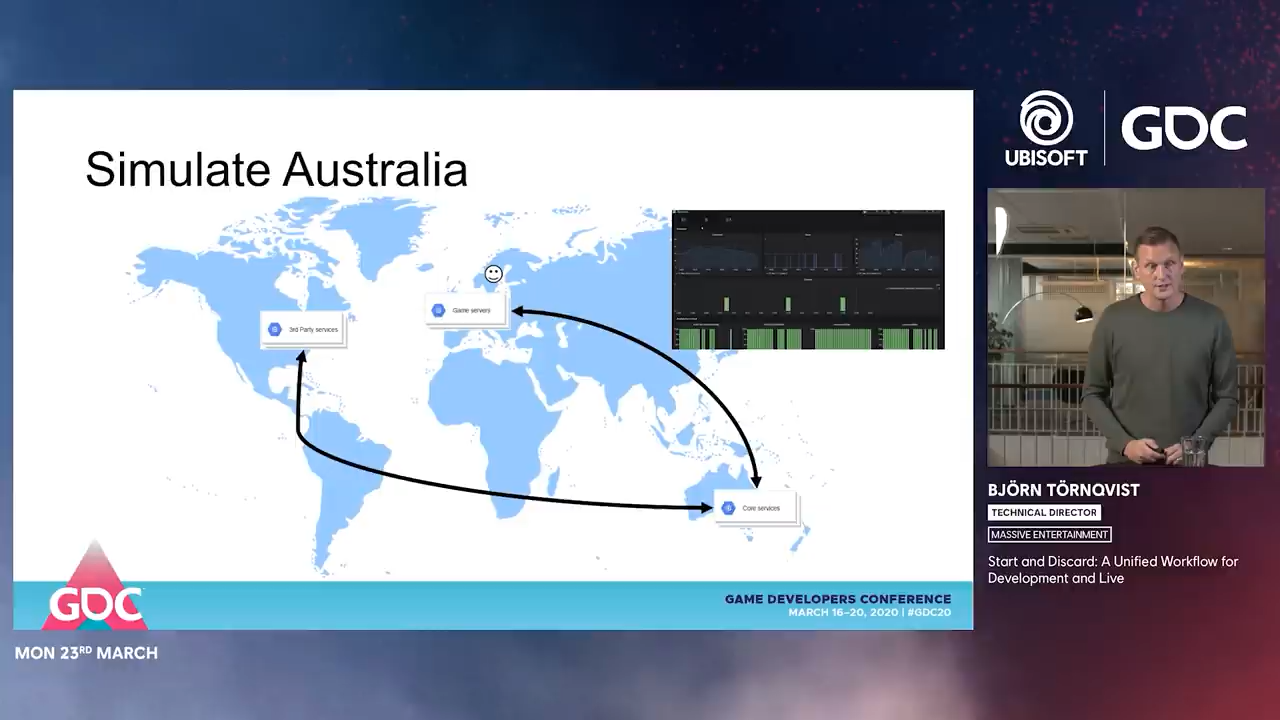 Simulate Australia
3rd Party services
Game servers
Core services
GDC
GAME DEVELOPERS CONFERENCE
MARCH 16–20, 2020 | #GDC20
MON 23RD MARCH
UBISOFT
GDC
BJÖRN TÖRNQVIST
TECHNICAL DIRECTOR
MASSIVE ENTERTAINMENT
Start and Discard: A Unified Workflow for
Development and Live